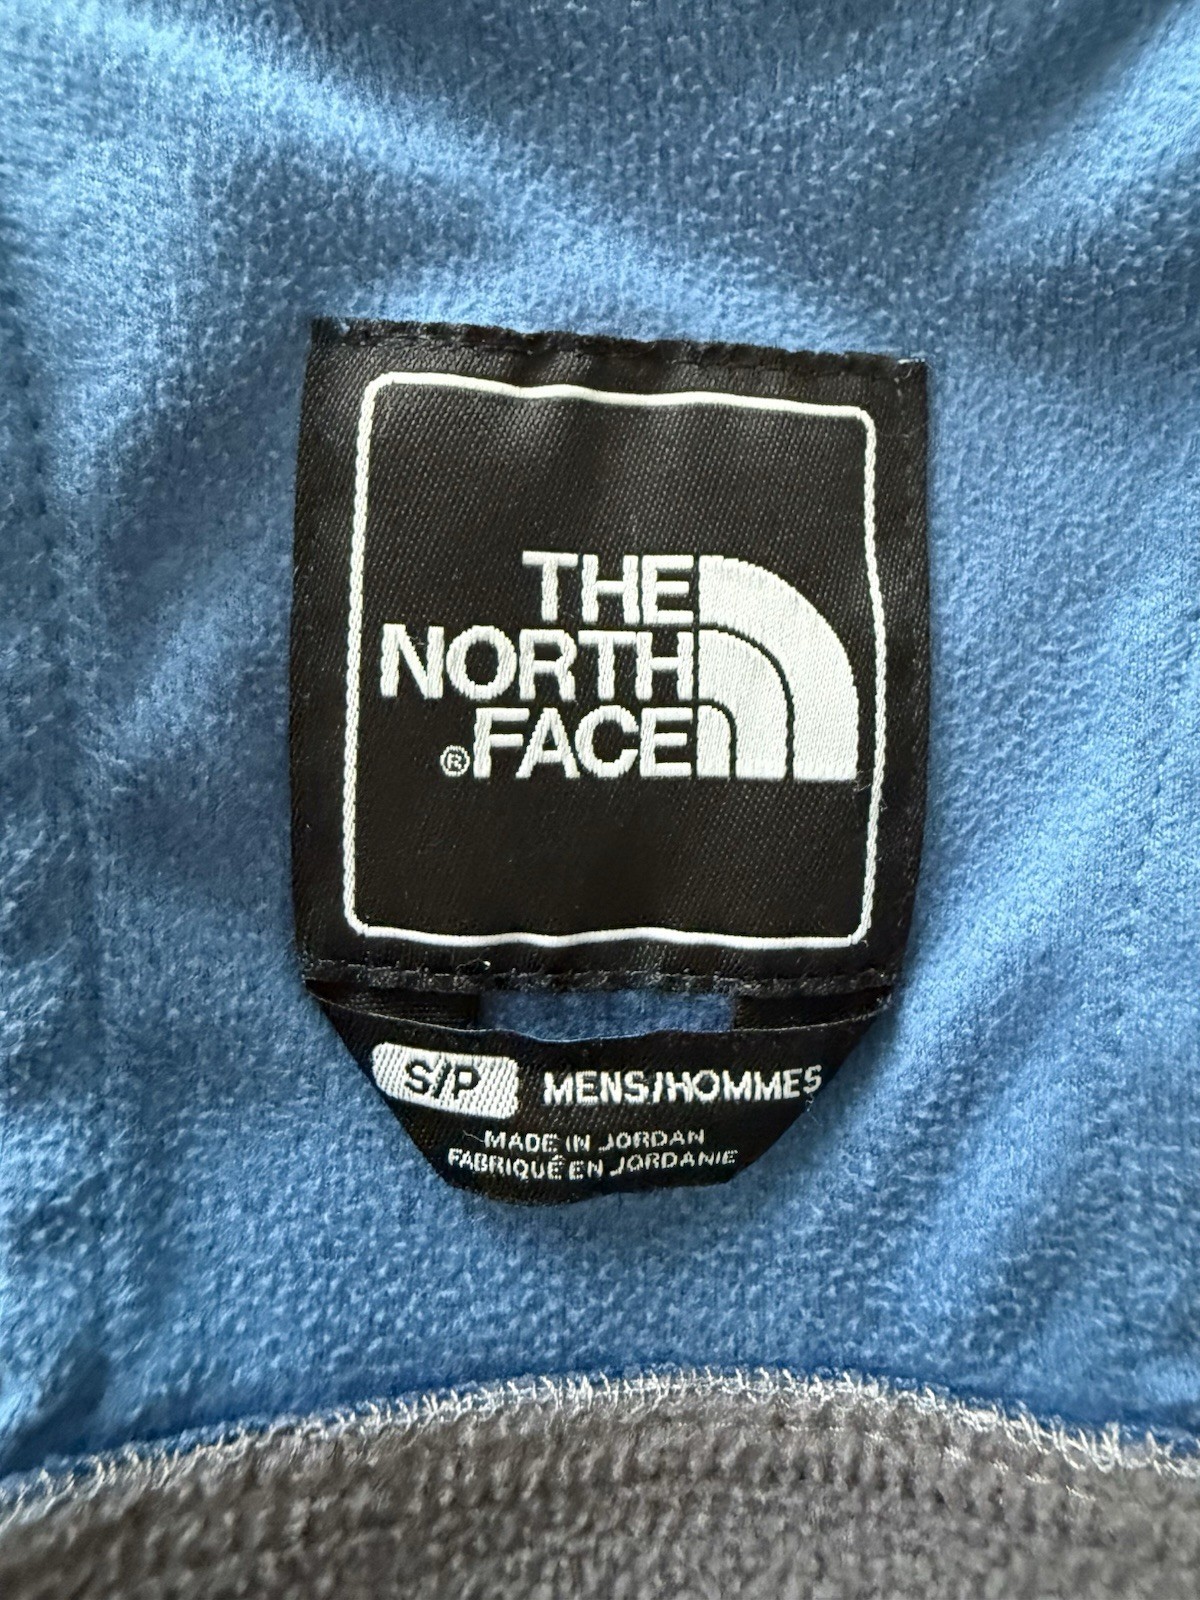 THE
NORTH
®FACE
S/P MENS/HOMMES
MADE IN JORDAN
FABRIQUÉ EN JORDANIE